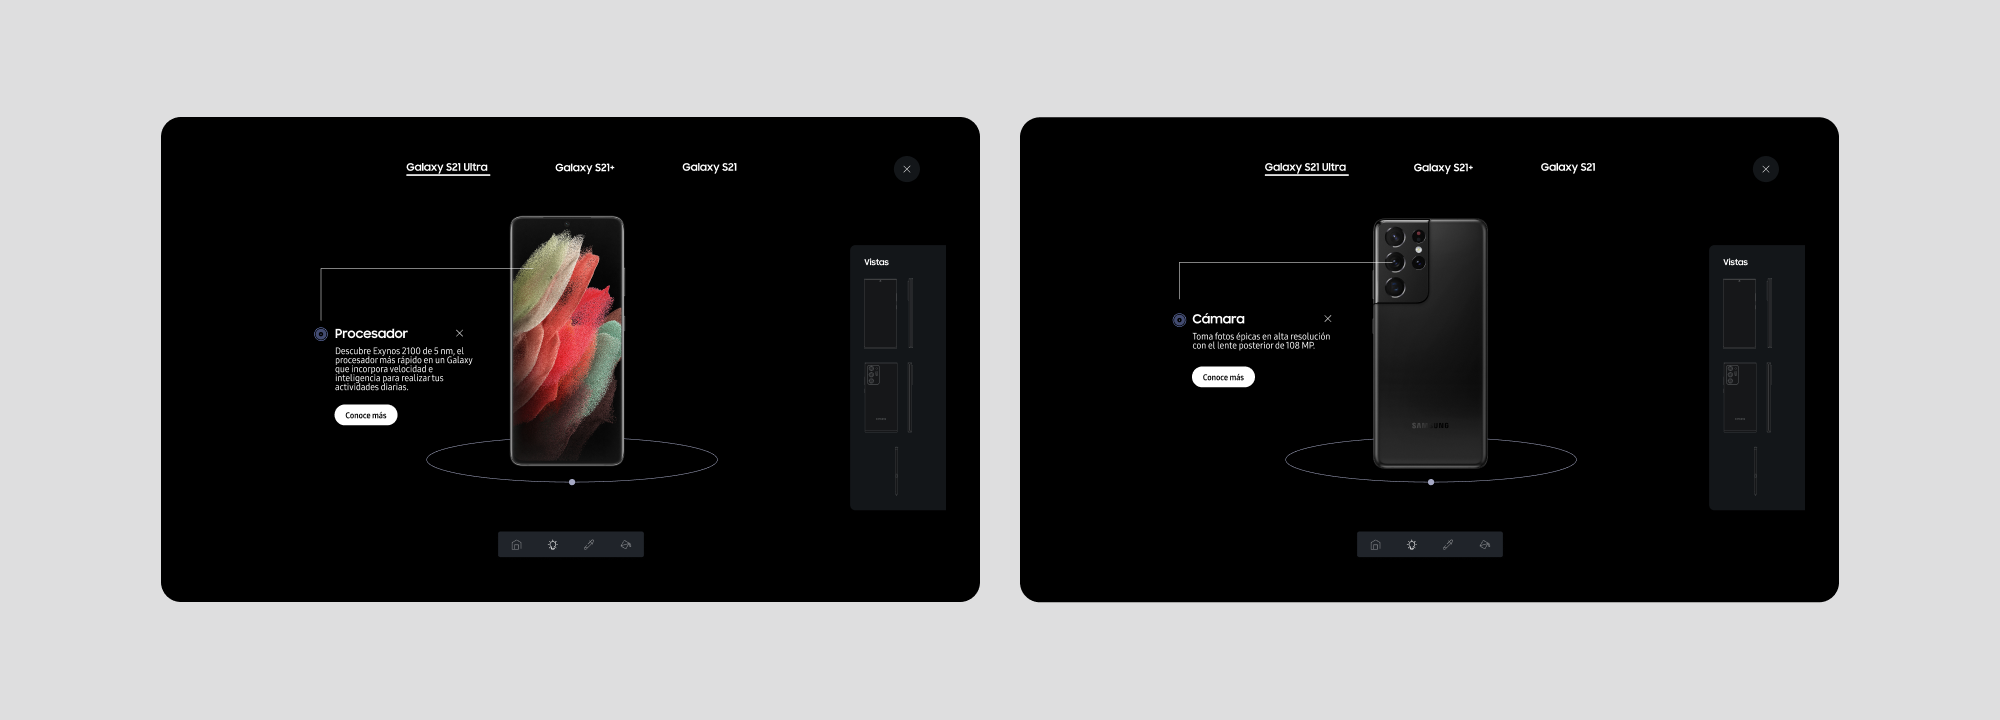 Galaxy S21 Ultra
Galaxy S21+
Galaxy S21
Vistas
Procesador
Descubre Exynos 2100 de 5 nm, el
procesador más rápido en un Galaxy
que incorpora velocidad e
inteligencia para realizar tus
actividades diarias.
Conoce más
Galaxy S21 Ultra
Galaxy S21+
Galaxy S21
Vistas
Cámara
Toma fotos épicas en alta resolución
con el lente posterior de 108 MP.
Conoce más
SAMSUNG